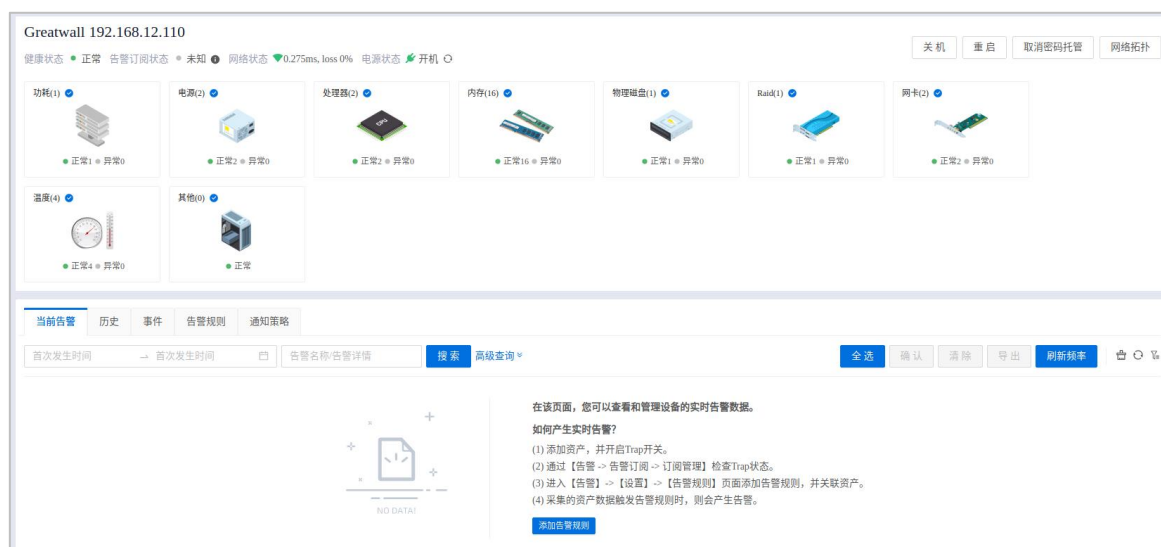 Greatwall 192.168.12.110
健康状态 正常 告警订阅状态 未知 网络状态 0.275ms, loss 0% 电源状态 开机
关 机 重 启 取消密码托管 网络拓扑
功耗(1) 电源(2) 处理器(2) 内存(16) 物理磁盘(1) Raid(1) 网卡(2)
CPU
正常1 异常0 正常2 异常0 正常2 异常0 正常16 异常0 正常1 异常0 正常1 异常0 正常2 异常0
温度(4) 其他(0)
正常4 异常0 正常
当前告警 历史 事件 告警规则 通知策略
首次发生时间 → 首次发生时间 告警名称/告警详情 搜 索 高级查询 全 选 确 认 清 除 导 出 刷新频率
在该页面，您可以查看和管理设备的实时告警数据。
如何产生实时告警?
(1) 添加资产，并开启Trap开关。
(2) 通过【告警 -> 告警订阅 -> 订阅管理】检查Trap状态。
(3) 进入【告警】->【设置】->【告警规则】页面添加告警规则，并关联资产。
(4) 采集的资产数据触发告警规则时，则会产生告警。
NO DATA!
添加告警规则